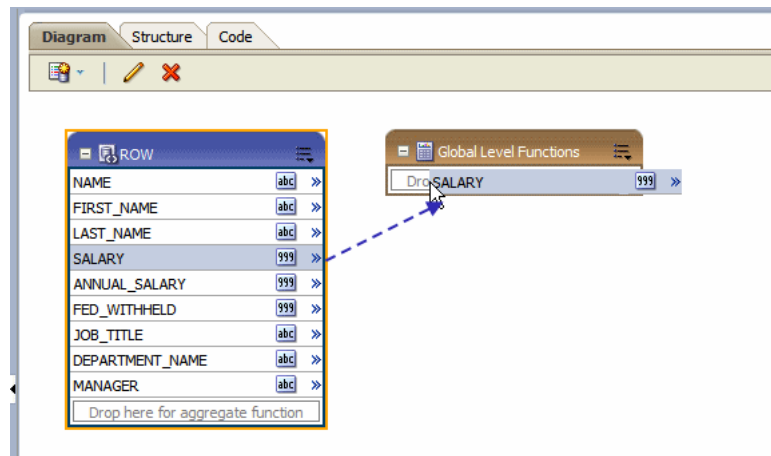 Diagram Structure Code
ROW
NAME abc
FIRST_NAME abc
LAST_NAME abc
SALARY 999
ANNUAL_SALARY 999
FED_WITHHELD 999
JOB_TITLE abc
DEPARTMENT_NAME abc
MANAGER abc
Drop here for aggregate function
Global Level Functions
Dro SALARY 999